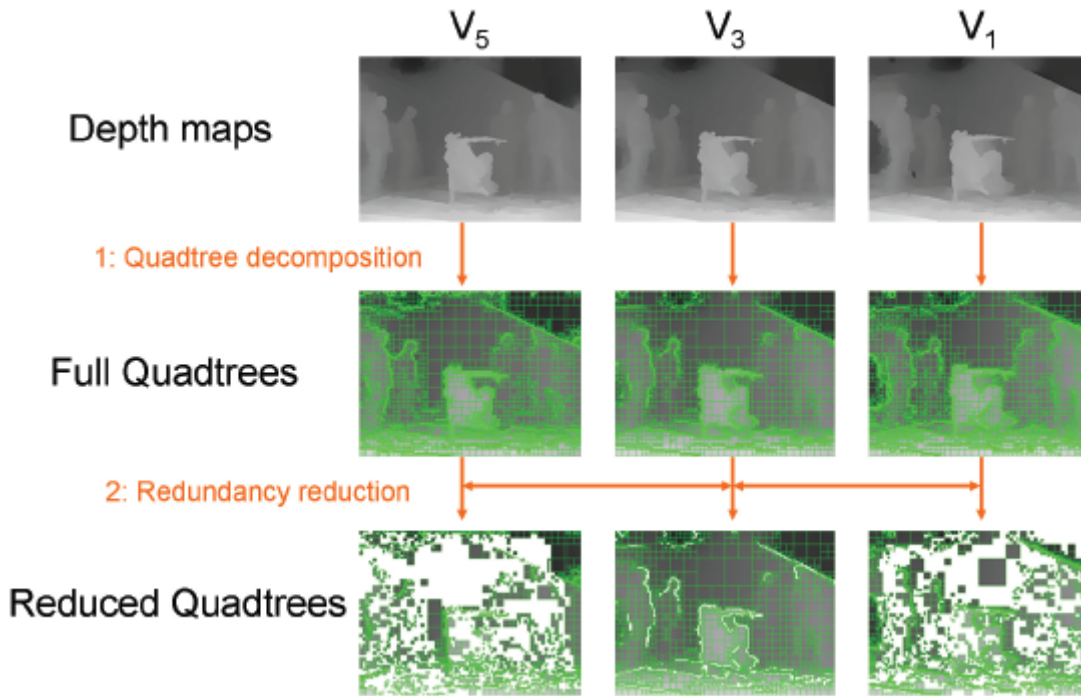 V₅ V₃ V₁
Depth maps
1: Quadtree decomposition
Full Quadtrees
2: Redundancy reduction
Reduced Quadtrees